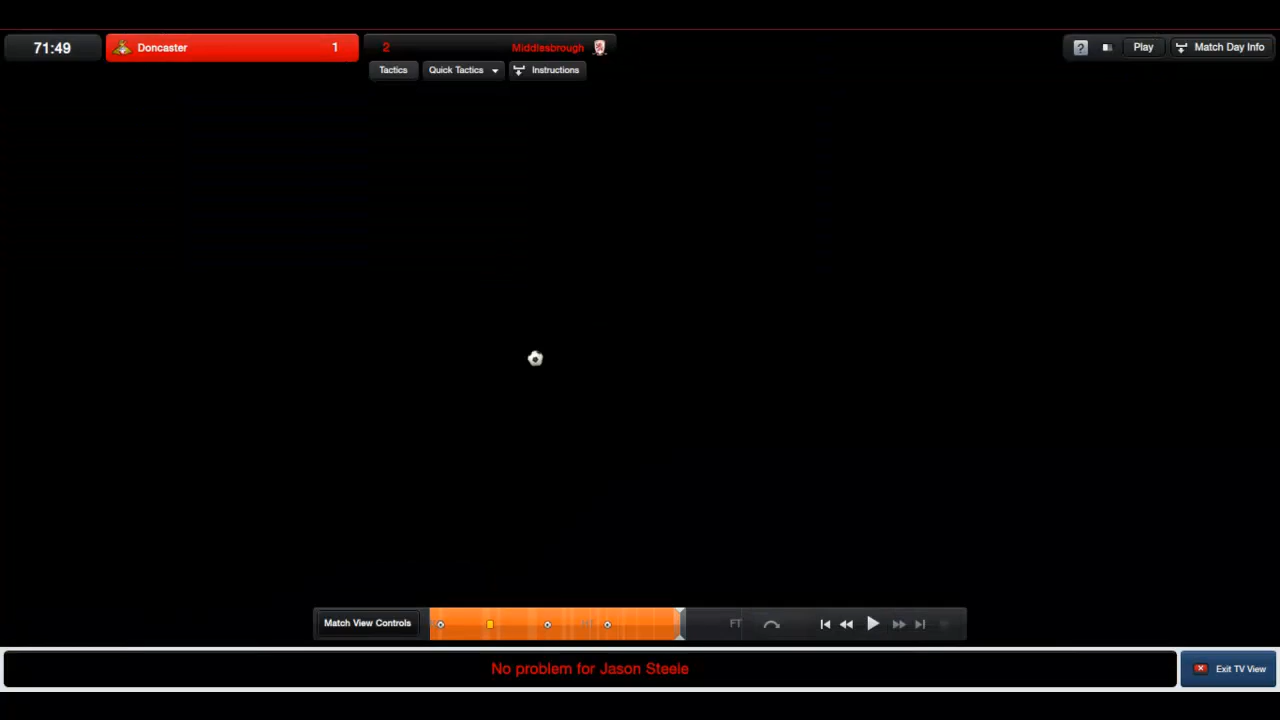 71:49
Doncaster 1
2 Middlesbrough
? Play Match Day Info
Tactics Quick Tactics Instructions
Match View Controls
FT
No problem for Jason Steele
Exit TV View